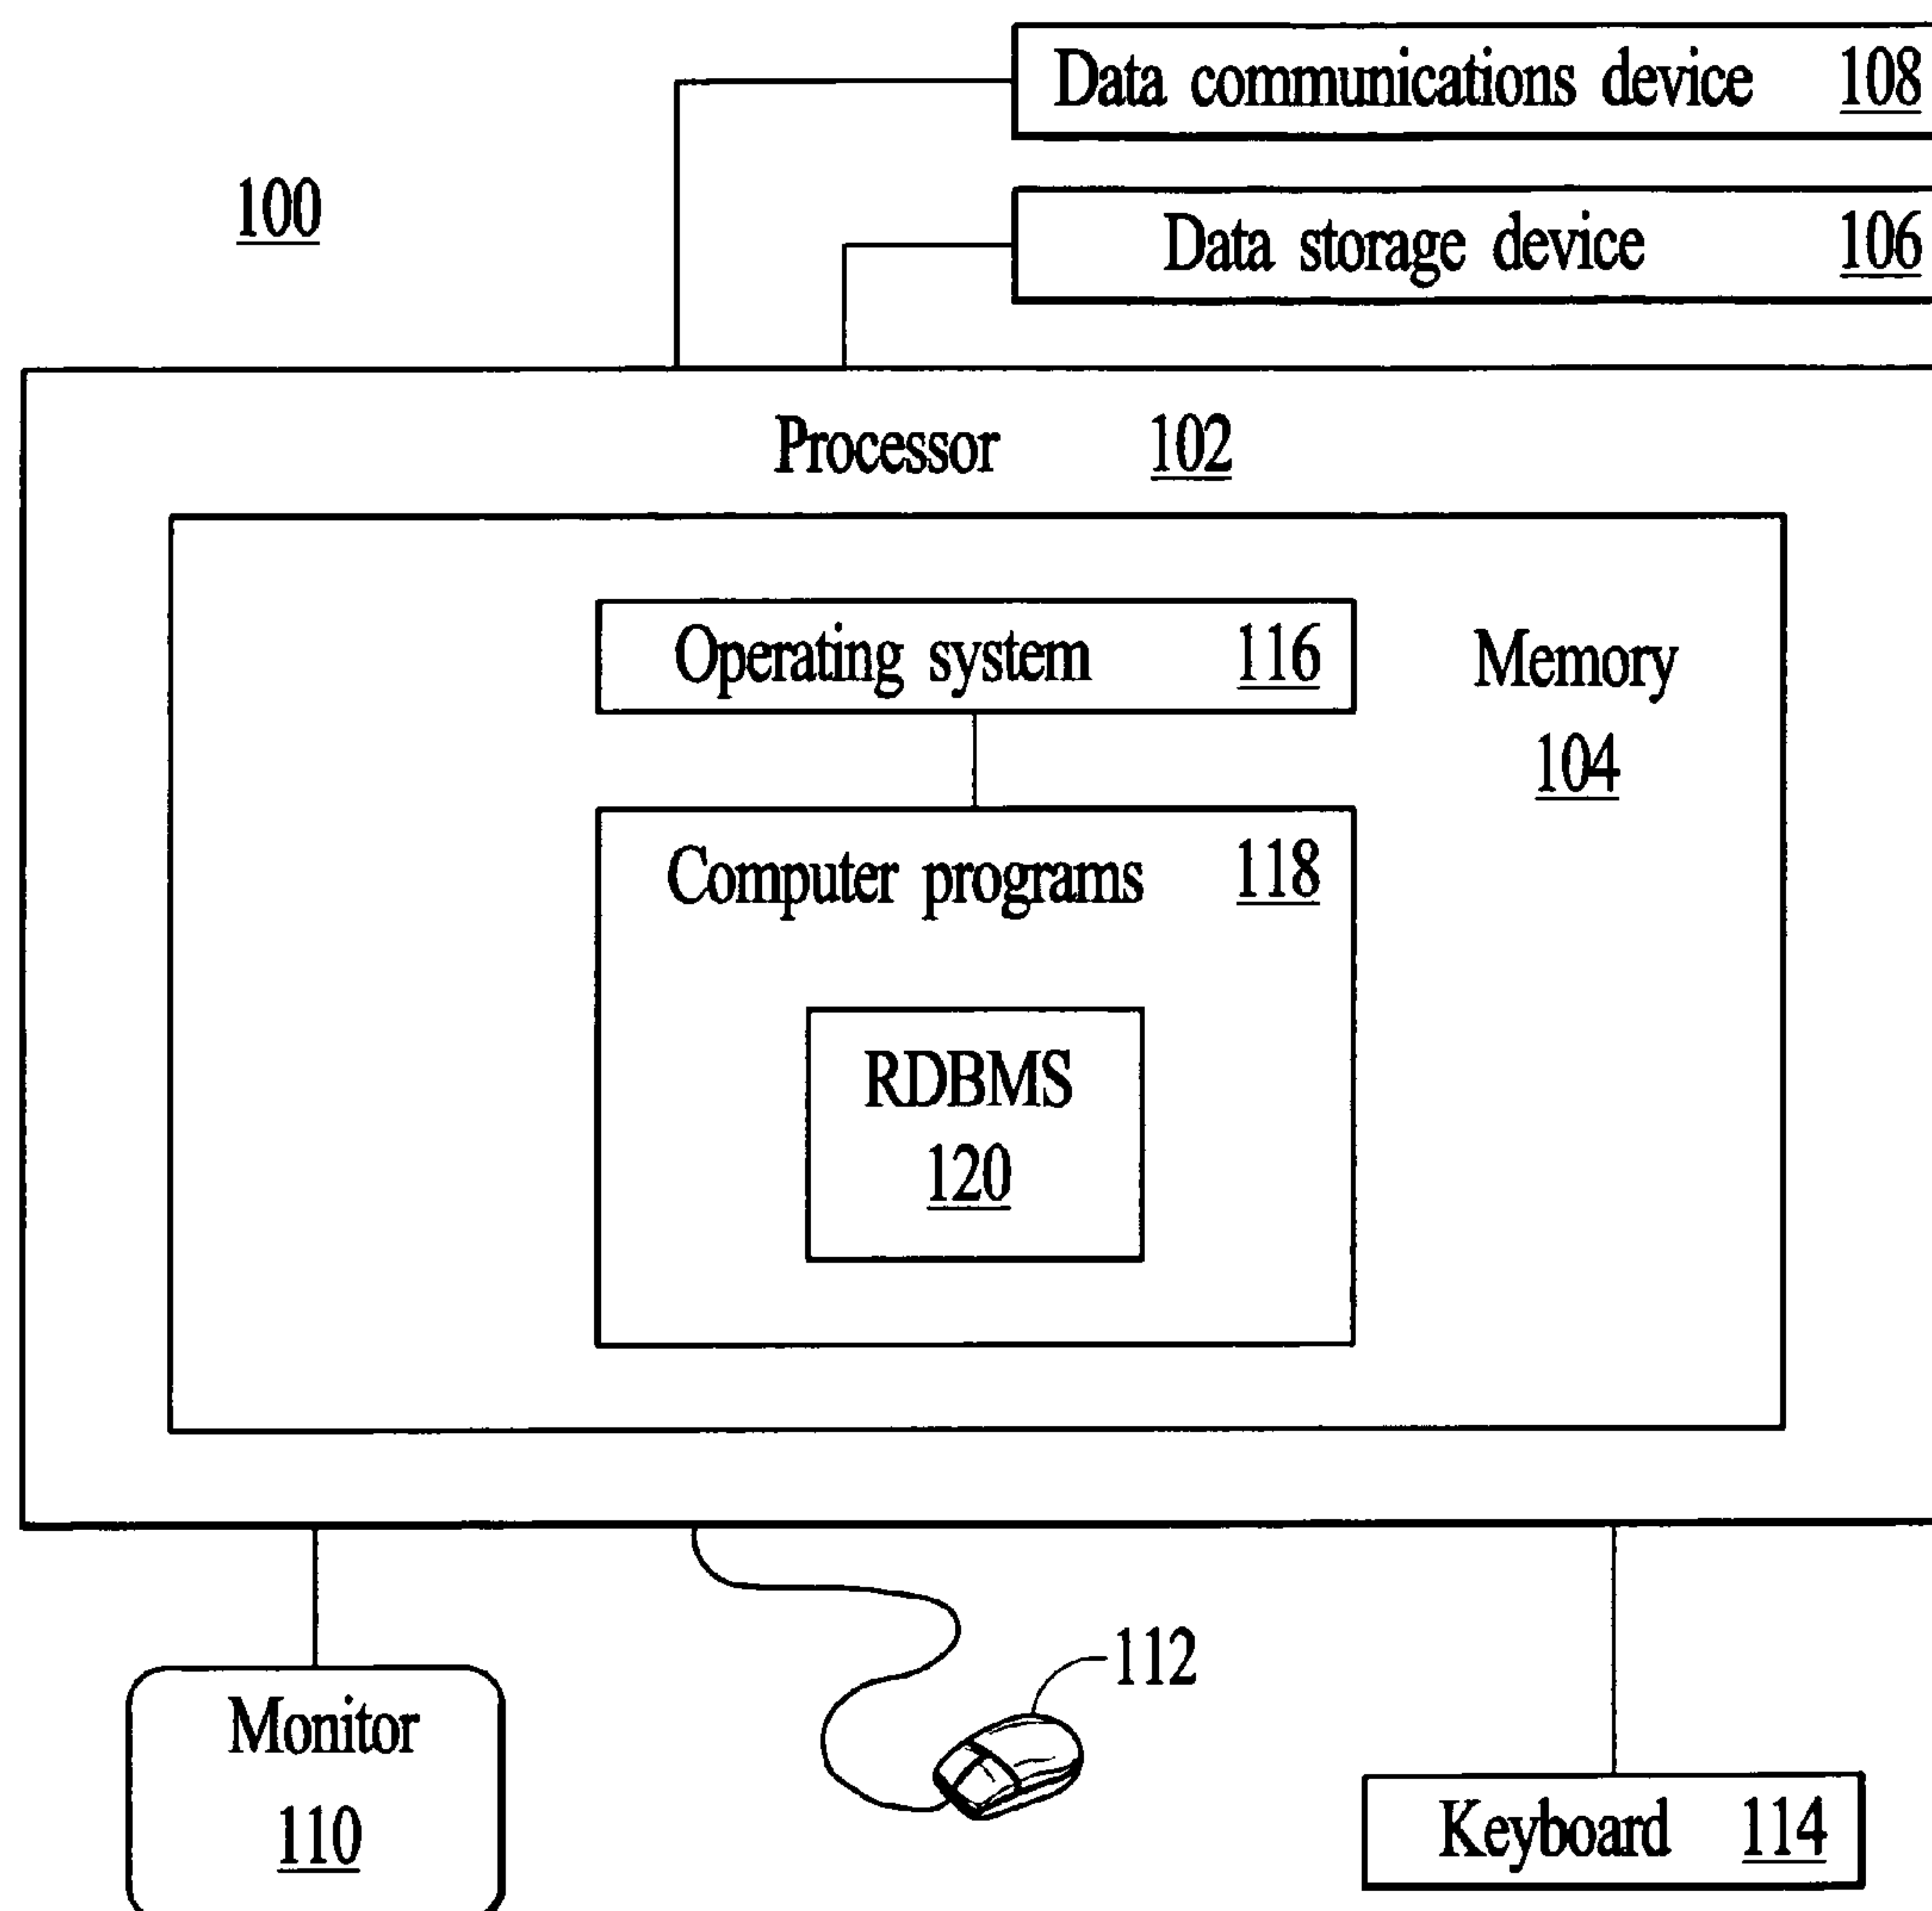 Data communications device 108
100
Data storage device 106
Processor 102
Operating system 116
Memory
104
Computer programs 118
RDBMS
120
112
Monitor
110
Keyboard 114